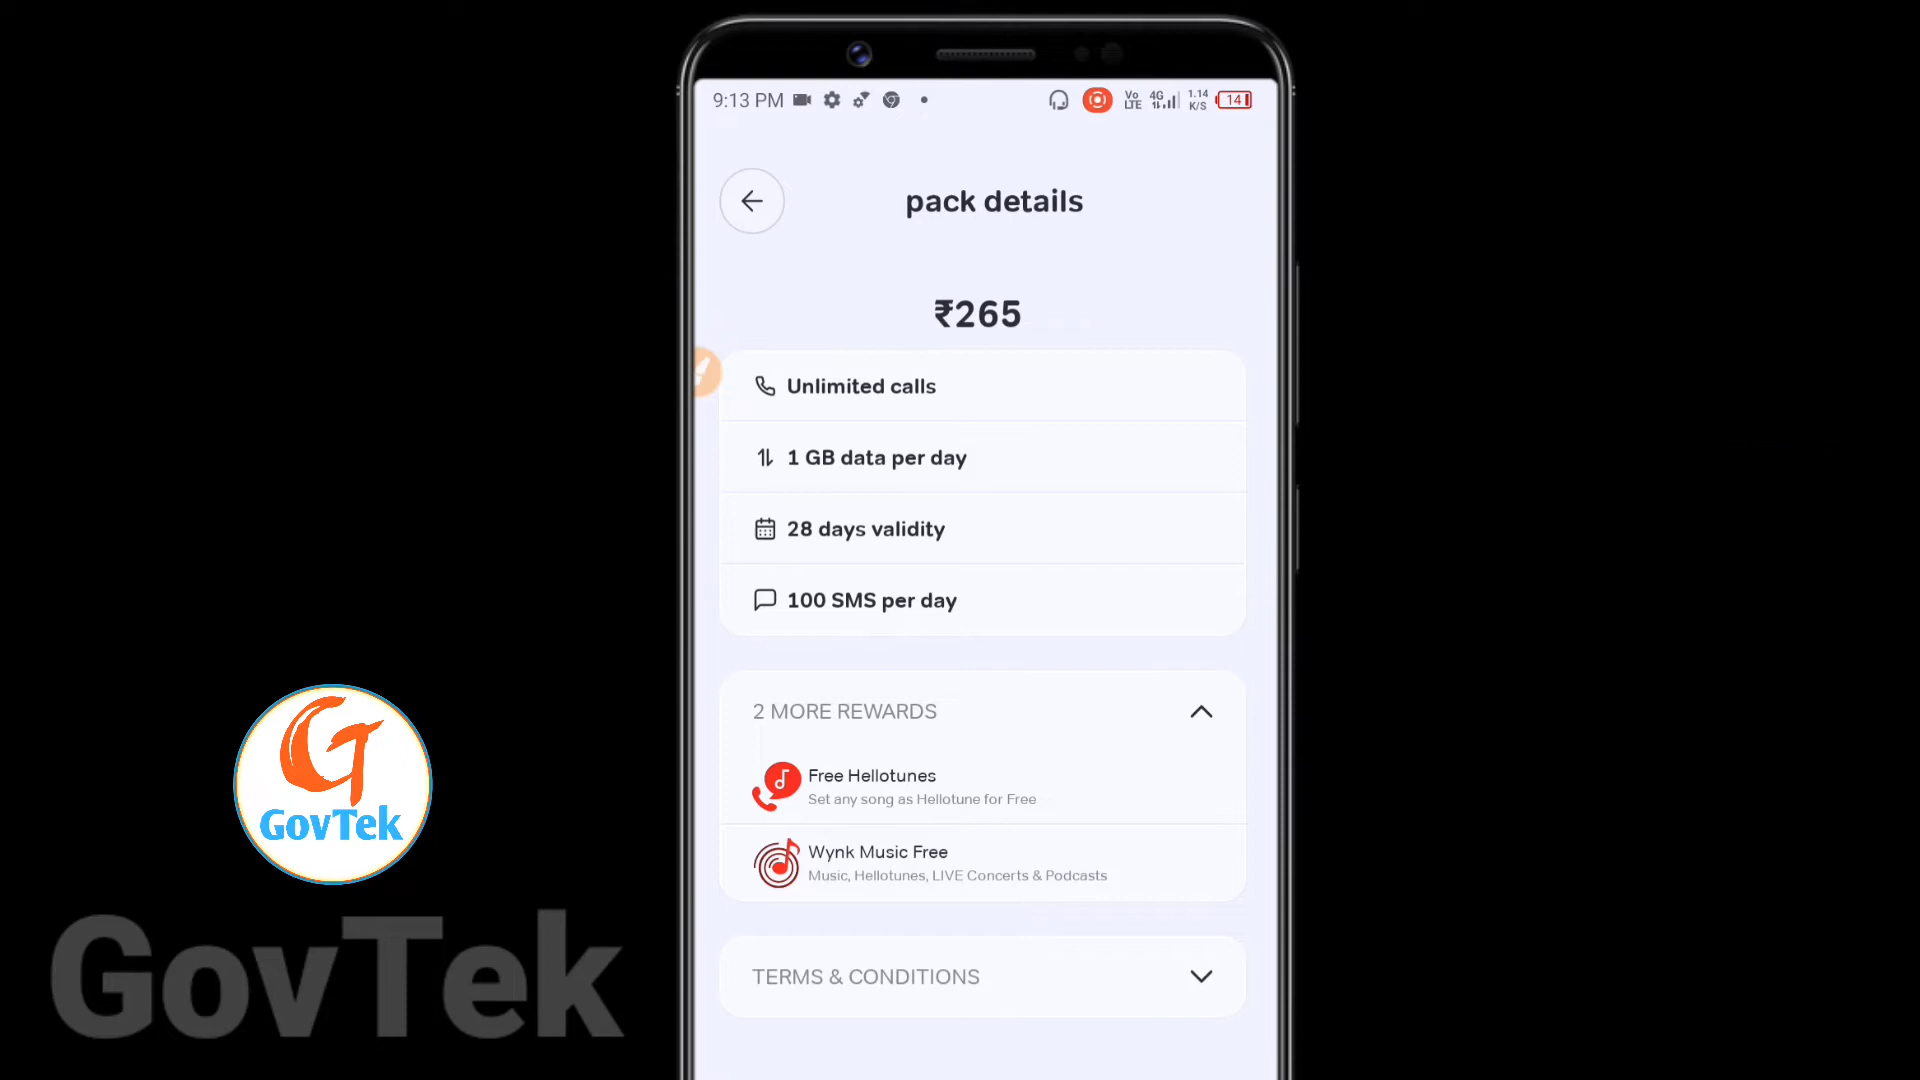 9:13 PM
Vo LTE
4G
1.14 K/S
14
pack details
₹265
Unlimited calls
1 GB data per day
28 days validity
100 SMS per day
2 MORE REWARDS
Free Hellotunes
Set any song as Hellotune for Free
Wynk Music Free
Music, Hellotunes, LIVE Concerts & Podcasts
TERMS & CONDITIONS
GovTek
GovTek